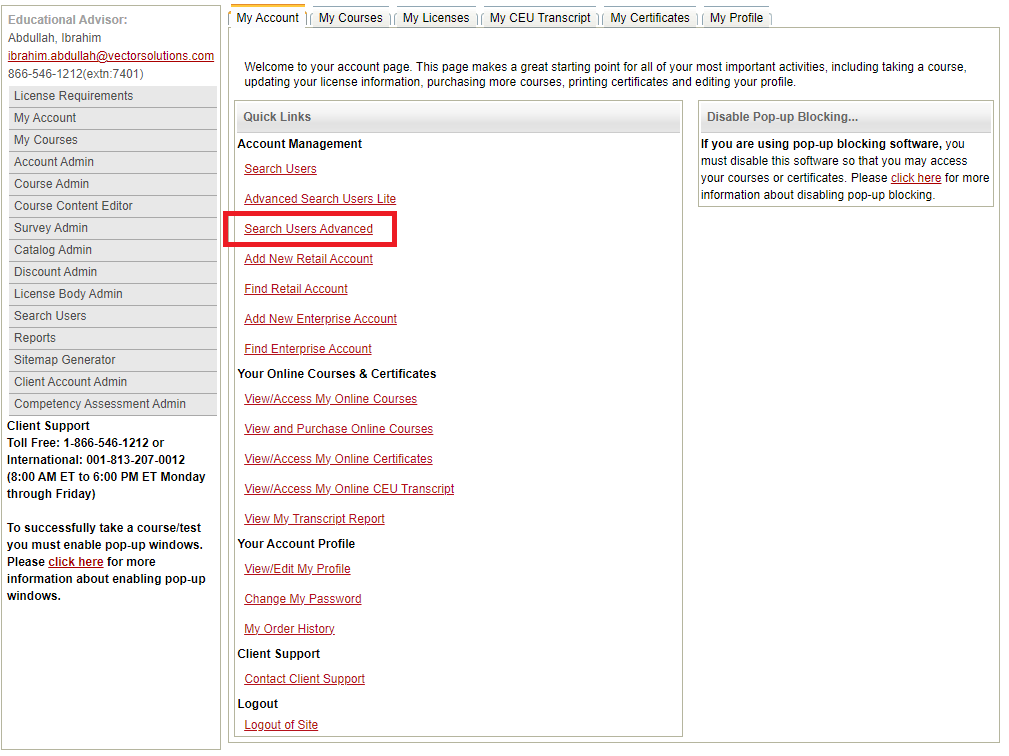 Educational Advisor:
Abdullah, Ibrahim
ibrahim.abdullah@vectorsolutions.com
866-546-1212(extn:7401)
License Requirements
My Account
My Courses
Account Admin
Course Admin
Course Content Editor
Survey Admin
Catalog Admin
Discount Admin
License Body Admin
Search Users
Reports
Sitemap Generator
Client Account Admin
Competency Assessment Admin
Client Support
Toll Free: 1-866-546-1212 or
International: 001-813-207-0012
(8:00 AM ET to 6:00 PM ET Monday
through Friday)
To successfully take a course/test
you must enable pop-up windows.
Please click here for more
information about enabling pop-up
windows.
My Account My Courses My Licenses My CEU Transcript My Certificates My Profile
Welcome to your account page. This page makes a great starting point for all of your most important activities, including taking a course,
updating your license information, purchasing more courses, printing certificates and editing your profile.
Quick Links
Account Management
Search Users
Advanced Search Users Lite
Search Users Advanced
Add New Retail Account
Find Retail Account
Add New Enterprise Account
Find Enterprise Account
Your Online Courses & Certificates
View/Access My Online Courses
View and Purchase Online Courses
View/Access My Online Certificates
View/Access My Online CEU Transcript
View My Transcript Report
Your Account Profile
View/Edit My Profile
Change My Password
My Order History
Client Support
Contact Client Support
Logout
Logout of Site
Disable Pop-up Blocking...
If you are using pop-up blocking software, you
must disable this software so that you may access
your courses or certificates. Please click here for more
information about disabling pop-up blocking.